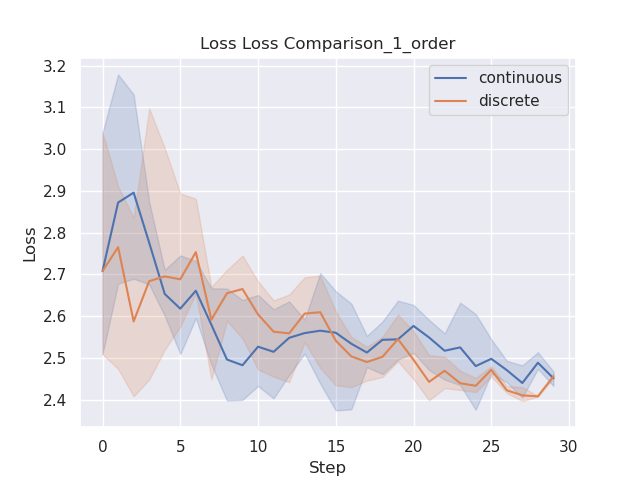 Loss Loss Comparison_1_order
continuous
discrete
3.2
3.1
3.0
2.9
2.8
2.7
2.6
2.5
2.4
Loss
0 5 10 15 20 25 30
Step